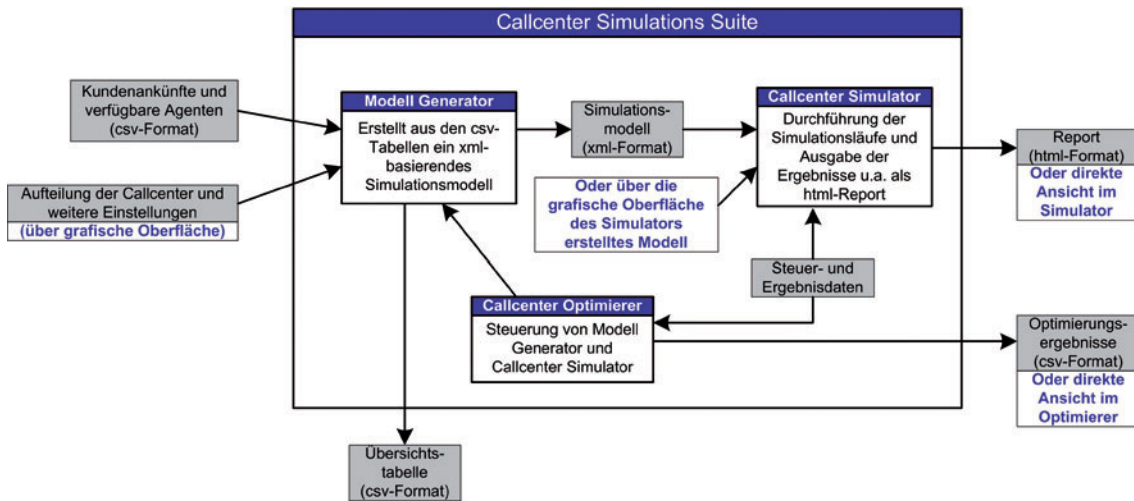 Callcenter Simulations Suite
Kundenankünfte und
verfügbare Agenten
(csv-Format)
Aufteilung der Callcenter und
weitere Einstellungen
(über grafische Oberfläche)
Modell Generator
Erstellt aus den csv-
Tabellen ein xml-
basierendes
Simulationsmodell
Simulations-
modell
(xml-Format)
Oder über die
grafische Oberfläche
des Simulators
erstelltes Modell
Callcenter Simulator
Durchführung der
Simulationsläufe und
Ausgabe der
Ergebnisse u.a. als
html-Report
Report
(html-Format)
Oder direkte
Ansicht im
Simulator
Steuer- und
Ergebnisdaten
Callcenter Optimierer
Steuerung von Modell
Generator und
Callcenter Simulator
Optimierungs-
ergebnisse
(csv-Format)
Oder direkte
Ansicht im
Optimierer
Übersichts-
tabelle
(csv-Format)